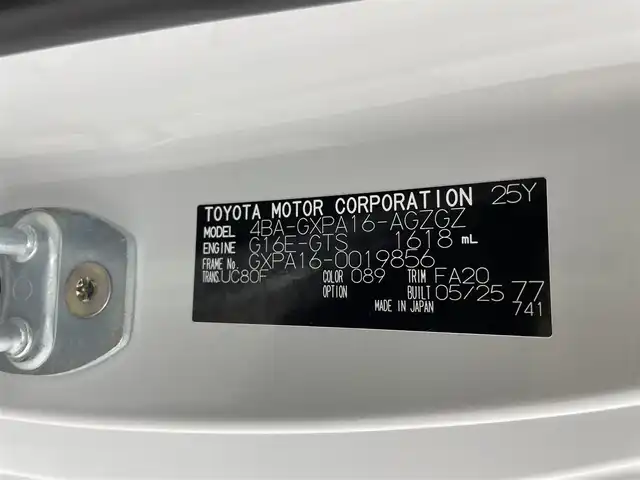 TOYOTA MOTOR CORPORATION 25Y
MODEL 4BA-GXPA16-AGZGZ
ENGINE G16E-GTS 1618 mL
FRAME No. GXPA16-0019856
TRANS. UC80F COLOR 089 TRIM FA20
OPTION BUILT 05/25 77
MADE IN JAPAN 741